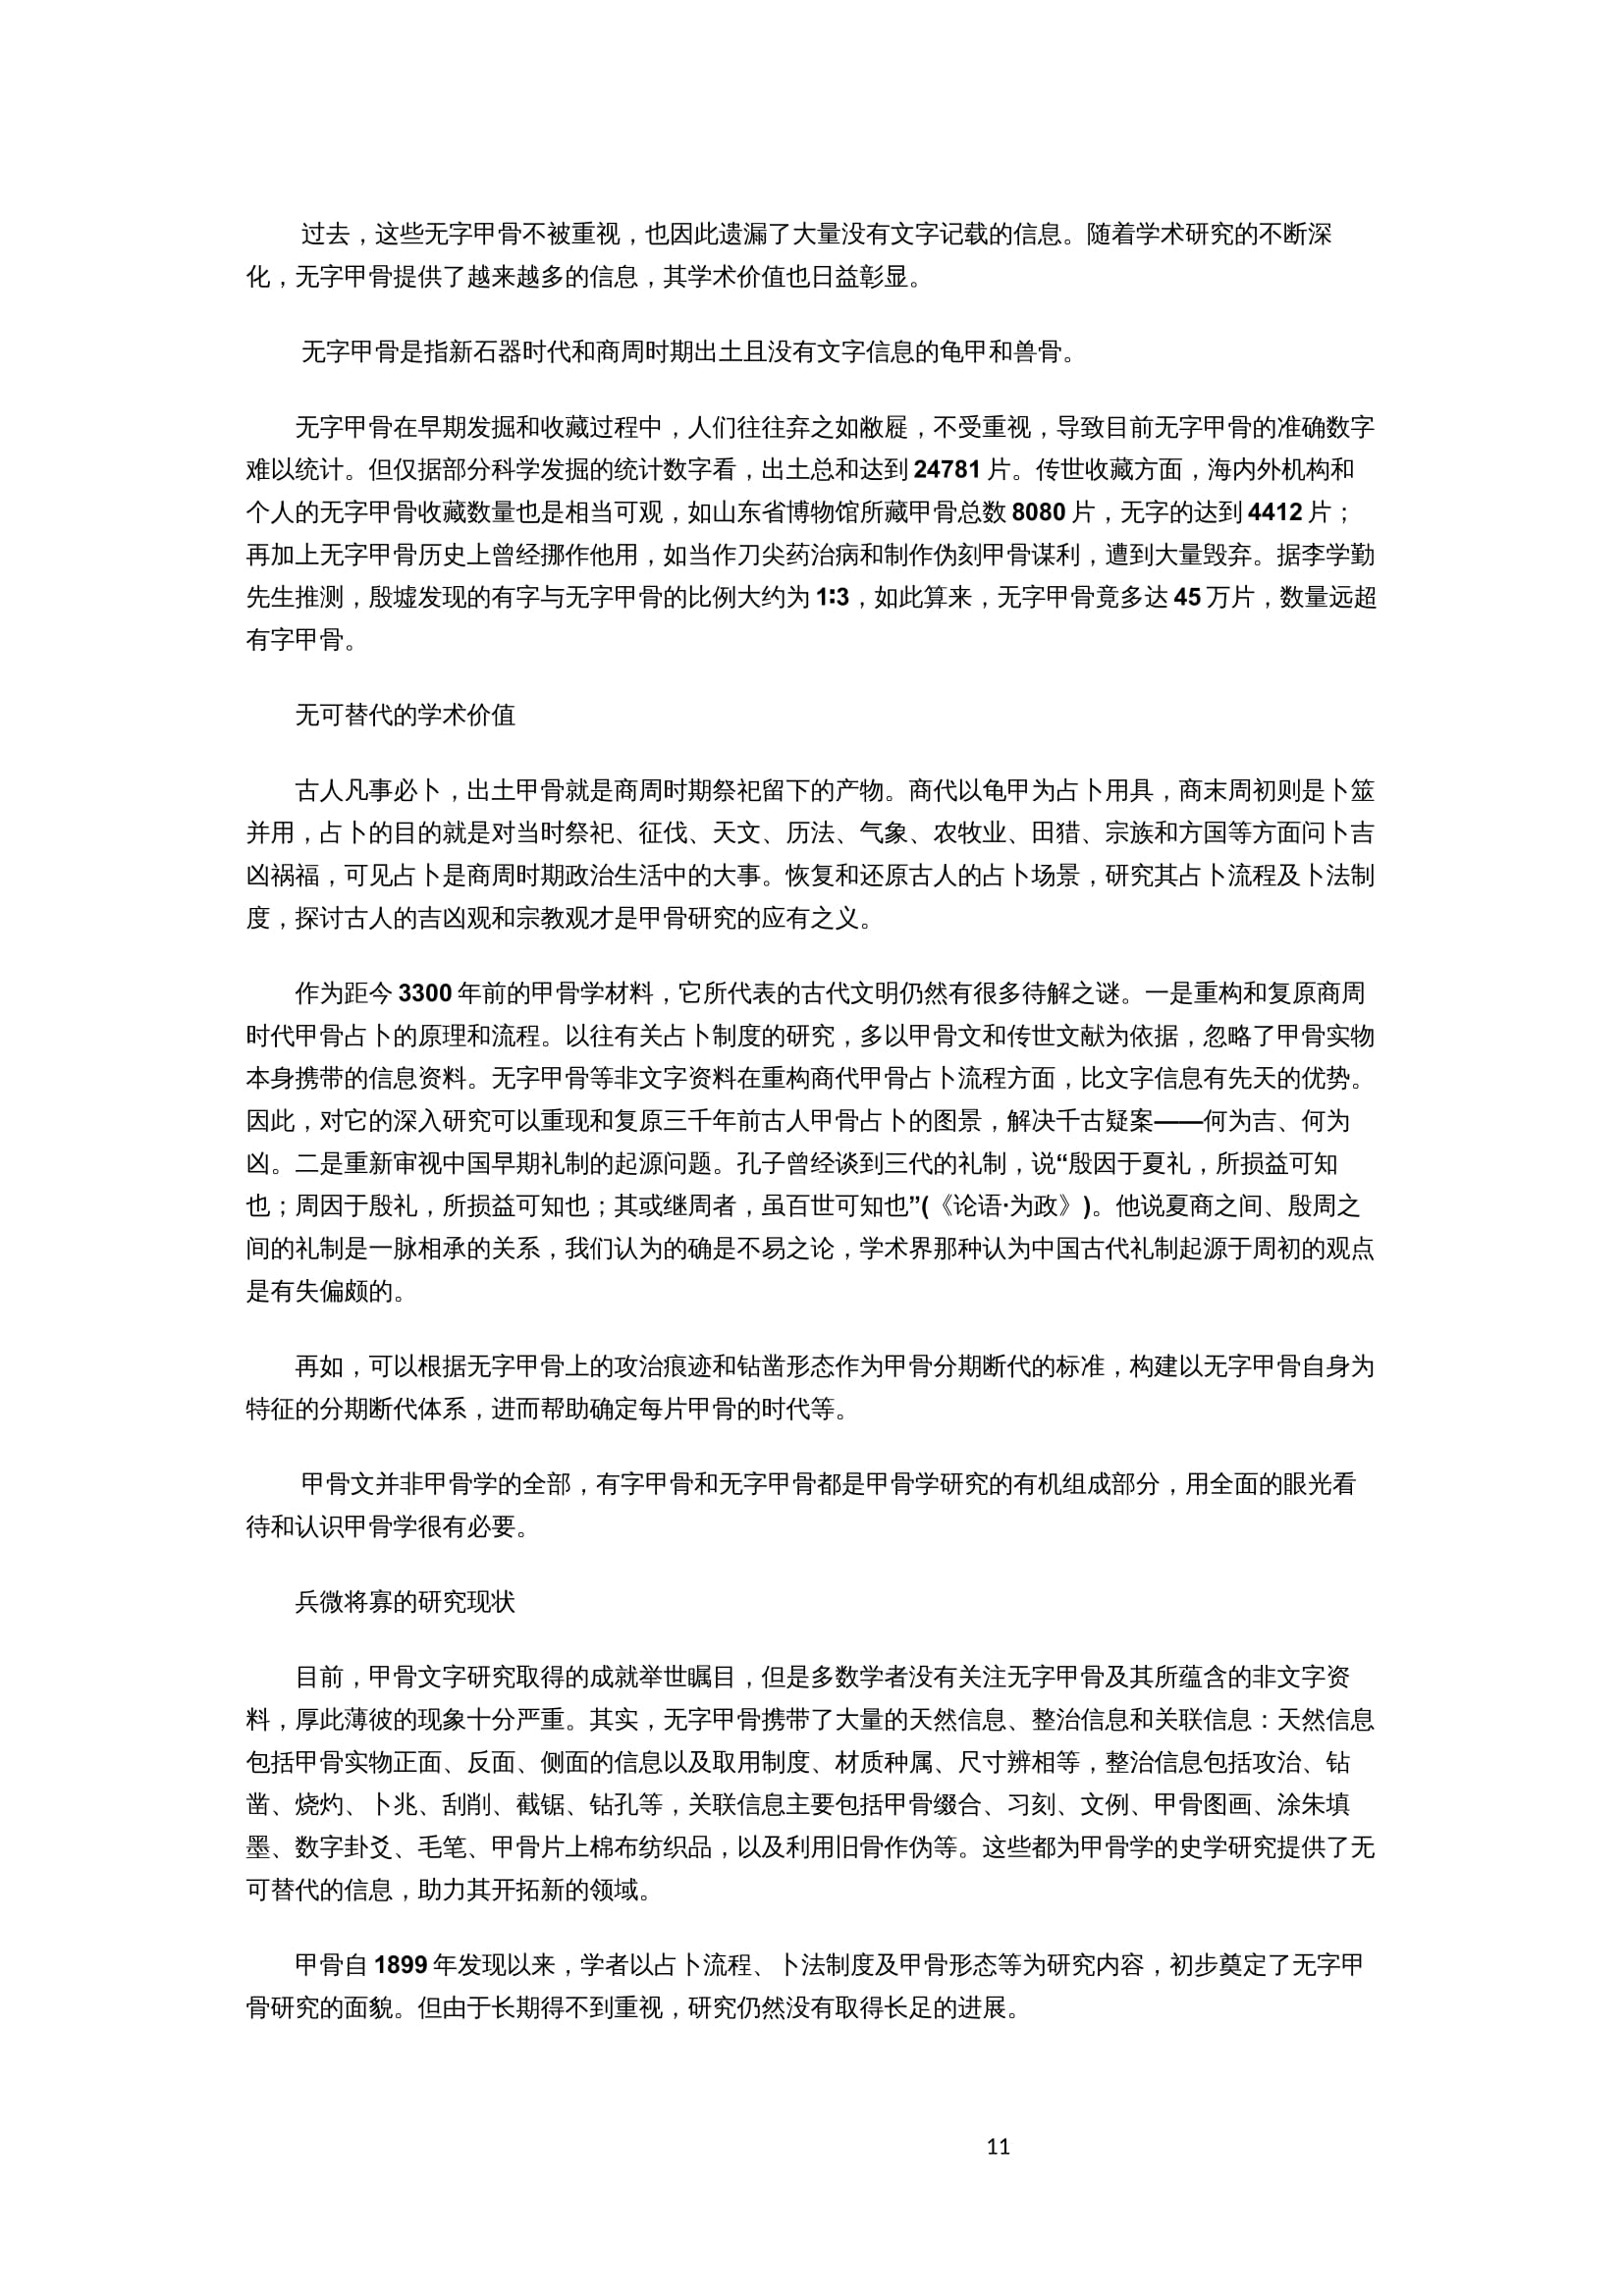 过去，这些无字甲骨不被重视，也因此遗漏了大量没有文字记载的信息。随着学术研究的不断深
化，无字甲骨提供了越来越多的信息，其学术价值也日益彰显。
无字甲骨是指新石器时代和商周时期出土且没有文字信息的龟甲和兽骨。
无字甲骨在早期发掘和收藏过程中，人们往往弃之如敝屣，不受重视，导致目前无字甲骨的准确数字
难以统计。但仅据部分科学发掘的统计数字看，出土总和达到 24781 片。传世收藏方面，海内外机构和
个人的无字甲骨收藏数量也是相当可观，如山东省博物馆所藏甲骨总数 8080 片，无字的达到 4412 片；
再加上无字甲骨历史上曾经挪作他用，如当作刀尖药治病和制作伪刻甲骨谋利，遭到大量毁弃。据李学勤
先生推测，殷墟发现的有字与无字甲骨的比例大约为 1∶3，如此算来，无字甲骨竟多达 45 万片，数量远超
有字甲骨。
无可替代的学术价值
古人凡事必卜，出土甲骨就是商周时期祭祀留下的产物。商代以龟甲为占卜用具，商末周初则是卜筮
并用，占卜的目的就是对当时祭祀、征伐、天文、历法、气象、农牧业、田猎、宗族和方国等方面问卜吉
凶祸福，可见占卜是商周时期政治生活中的大事。恢复和还原古人的占卜场景，研究其占卜流程及卜法制
度，探讨古人的吉凶观和宗教观才是甲骨研究的应有之义。
作为距今 3300 年前的甲骨学材料，它所代表的古代文明仍然有很多待解之谜。一是重构和复原商周
时代甲骨占卜的原理和流程。以往有关占卜制度的研究，多以甲骨文和传世文献为依据，忽略了甲骨实物
本身携带的信息资料。无字甲骨等非文字资料在重构商代甲骨占卜流程方面，比文字信息有先天的优势。
因此，对它的深入研究可以重现和复原三千年前古人甲骨占卜的图景，解决千古疑案——何为吉、何为
凶。二是重新审视中国早期礼制的起源问题。孔子曾经谈到三代的礼制，说“殷因于夏礼，所损益可知
也；周因于殷礼，所损益可知也；其或继周者，虽百世可知也”(《论语·为政》)。他说夏商之间、殷周之
间的礼制是一脉相承的关系，我们认为的确是不易之论，学术界那种认为中国古代礼制起源于周初的观点
是有失偏颇的。
再如，可以根据无字甲骨上的攻治痕迹和钻凿形态作为甲骨分期断代的标准，构建以无字甲骨自身为
特征的分期断代体系，进而帮助确定每片甲骨的时代等。
甲骨文并非甲骨学的全部，有字甲骨和无字甲骨都是甲骨学研究的有机组成部分，用全面的眼光看
待和认识甲骨学很有必要。
兵微将寡的研究现状
目前，甲骨文字研究取得的成就举世瞩目，但是多数学者没有关注无字甲骨及其所蕴含的非文字资
料，厚此薄彼的现象十分严重。其实，无字甲骨携带了大量的天然信息、整治信息和关联信息：天然信息
包括甲骨实物正面、反面、侧面的信息以及取用制度、材质种属、尺寸辨相等，整治信息包括攻治、钻
凿、烧灼、卜兆、刮削、截锯、钻孔等，关联信息主要包括甲骨缀合、习刻、文例、甲骨图画、涂朱填
墨、数字卦爻、毛笔、甲骨片上棉布纺织品，以及利用旧骨作伪等。这些都为甲骨学的史学研究提供了无
可替代的信息，助力其开拓新的领域。
甲骨自 1899 年发现以来，学者以占卜流程、卜法制度及甲骨形态等为研究内容，初步奠定了无字甲
骨研究的面貌。但由于长期得不到重视，研究仍然没有取得长足的进展。
11